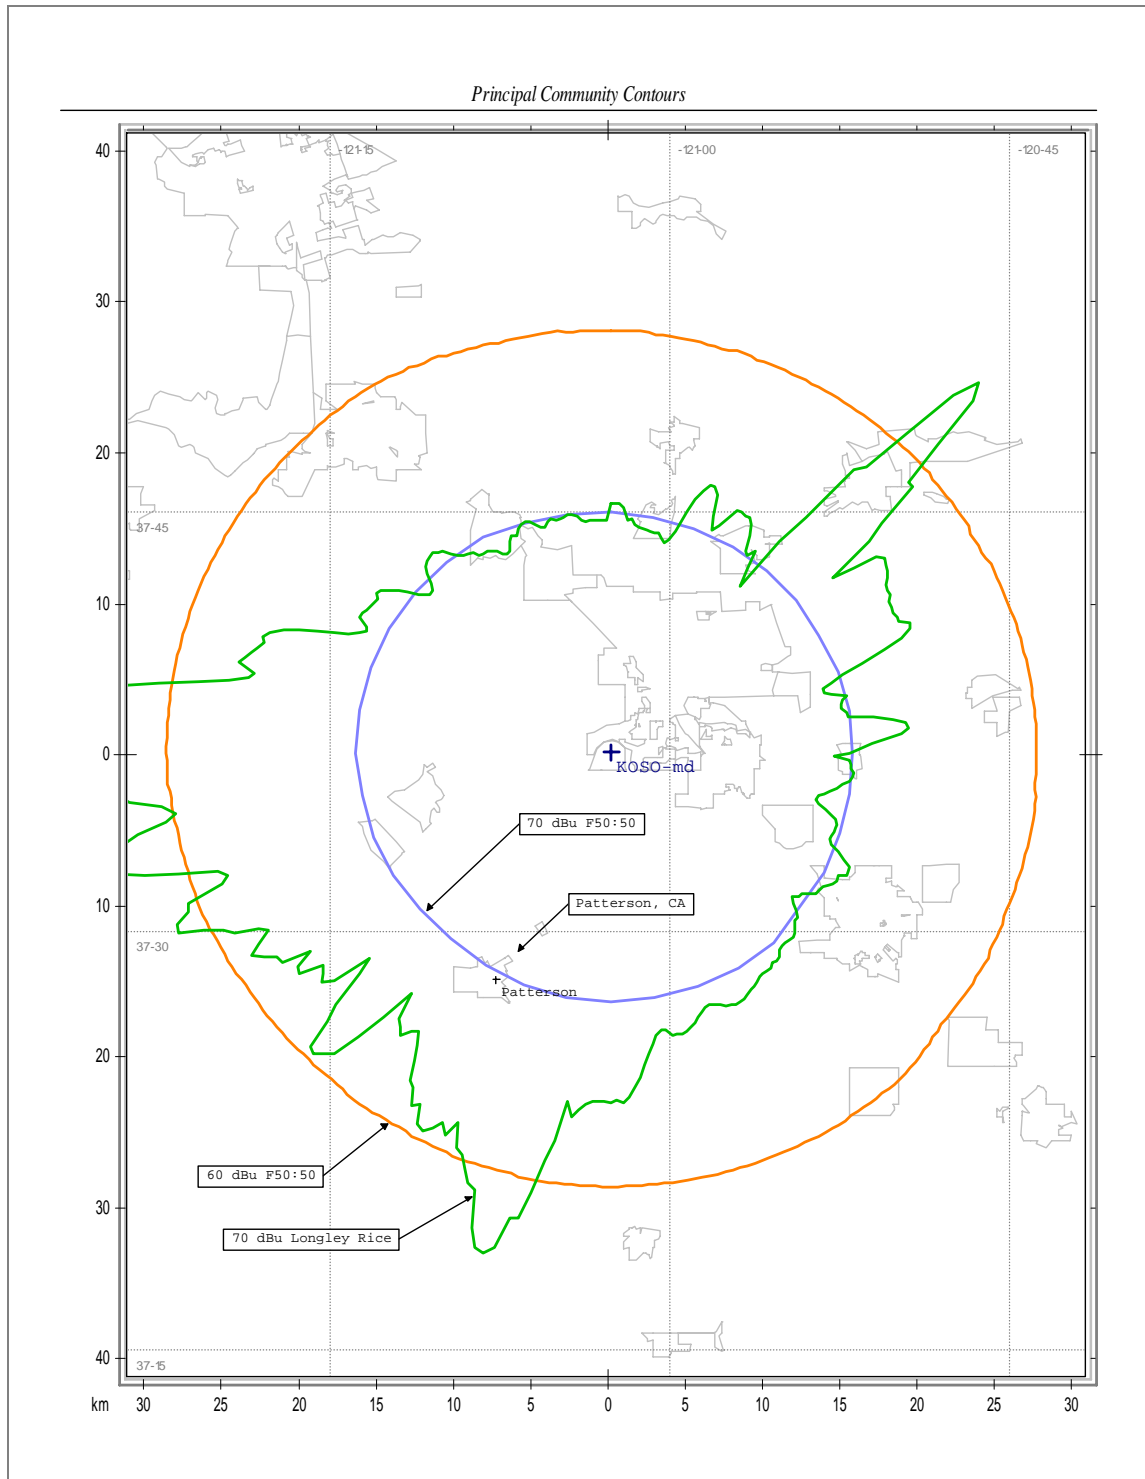 Principal Community Contours
40
-121-15
-121-00
-120-45
30
20
37-45
10
0
KOSO-md
70 dBu F50:50
Patterson, CA
10
37-30
Patterson
20
60 dBu F50:50
30
70 dBu Longley Rice
40
37-15
km 30 25 20 15 10 5 0 5 10 15 20 25 30